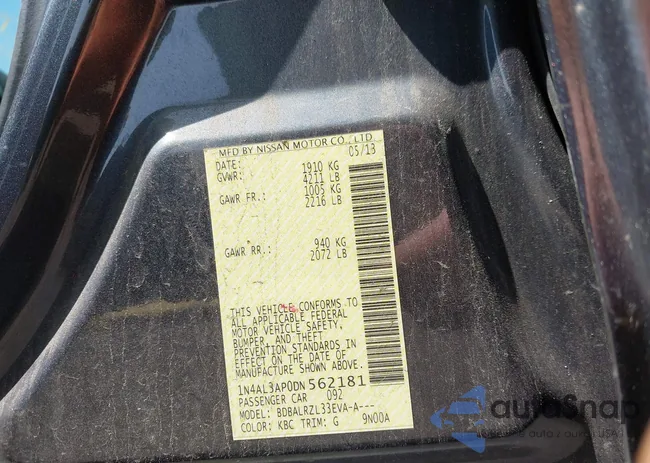 MFD BY NISSAN MOTOR CO., LTD.
DATE: 05/13
GVWR: 1910 KG
4211 LB
GAWR FR.: 1005 KG
2216 LB
GAWR RR.: 940 KG
2072 LB
THIS VEHICLE CONFORMS TO
ALL APPLICABLE FEDERAL
MOTOR VEHICLE SAFETY,
BUMPER, AND THEFT
PREVENTION STANDARDS IN
EFFECT ON THE DATE OF
MANUFACTURE SHOWN ABOVE.
1N4AL3AP0DN562181
PASSENGER CAR 092
MODEL: BDBALRZL33EVA-A---
COLOR: KBC TRIM: G 9N00A
autoSnap